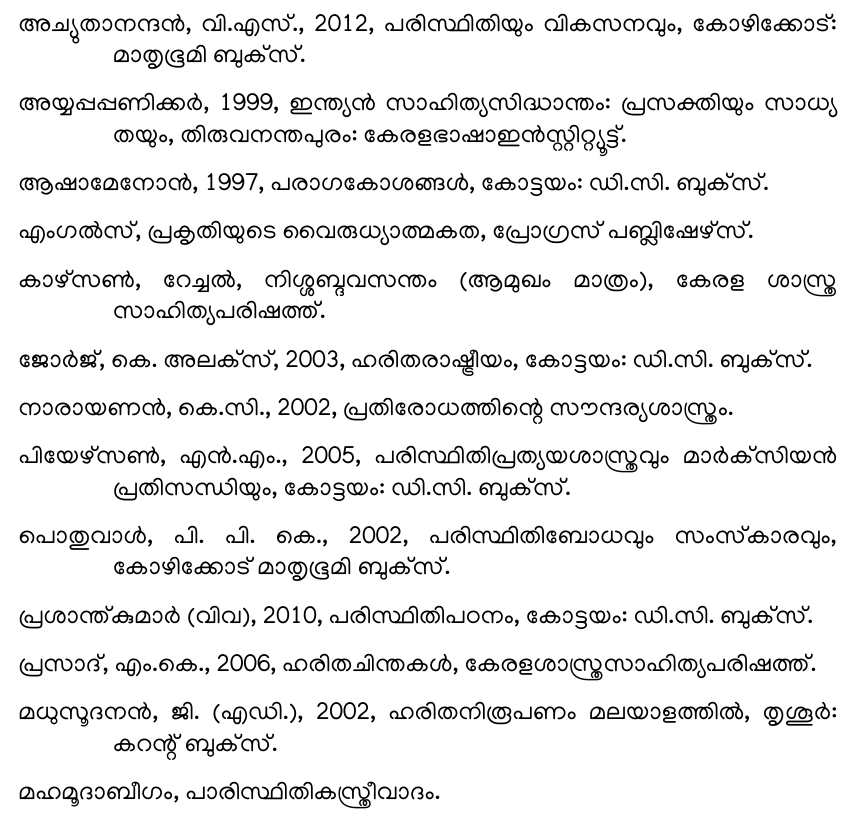 അച്യുതാനന്ദൻ, വി.എസ്., 2012, പരിസ്ഥിതിയും വികസനവും, കോഴിക്കോട്:
മാതൃഭൂമി ബുക്സ്.
അയ്യപ്പപ്പണിക്കർ, 1999, ഇന്ത്യൻ സാഹിത്യസിദ്ധാന്തം: പ്രസക്തിയും സാധ്യ
തയും, തിരുവനന്തപുരം: കേരളഭാഷാഇൻസ്റ്റിറ്റ്യൂട്ട്.
ആഷാമേനോൻ, 1997, പരാഗകോശങ്ങൾ, കോട്ടയം: ഡി.സി. ബുക്സ്.
എംഗൽസ്, പ്രകൃതിയുടെ വൈരുധ്യാത്മകത, പ്രോഗ്രസ് പബ്ലിഷേഴ്സ്.
കാഴ്സൺ, റേച്ചൽ, നിശ്ശബ്ദവസന്തം (ആമുഖം മാത്രം), കേരള ശാസ്ത്ര
സാഹിത്യപരിഷത്ത്.
ജോർജ്, കെ. അലക്സ്, 2003, ഹരിതരാഷ്ട്രീയം, കോട്ടയം: ഡി.സി. ബുക്സ്.
നാരായണൻ, കെ.സി., 2002, പ്രതിരോധത്തിന്റെ സൗന്ദര്യശാസ്ത്രം.
പിയേഴ്സൺ, എൻ.എം., 2005, പരിസ്ഥിതിപ്രത്യയശാസ്ത്രവും മാർക്സിയൻ
പ്രതിസന്ധിയും, കോട്ടയം: ഡി.സി. ബുക്സ്.
പൊതുവാൾ, പി. പി. കെ., 2002, പരിസ്ഥിതിബോധവും സംസ്കാരവും,
കോഴിക്കോട് മാതൃഭൂമി ബുക്സ്.
പ്രശാന്ത്കുമാർ (വിവ), 2010, പരിസ്ഥിതിപഠനം, കോട്ടയം: ഡി.സി. ബുക്സ്.
പ്രസാദ്, എം.കെ., 2006, ഹരിതചിന്തകൾ, കേരളശാസ്ത്രസാഹിത്യപരിഷത്ത്.
മധുസൂദനൻ, ജി. (എഡി.), 2002, ഹരിതനിരൂപണം മലയാളത്തിൽ, തൃശൂർ:
കറന്റ് ബുക്സ്.
മഹമൂദാബീഗം, പാരിസ്ഥിതികസ്ത്രീവാദം.